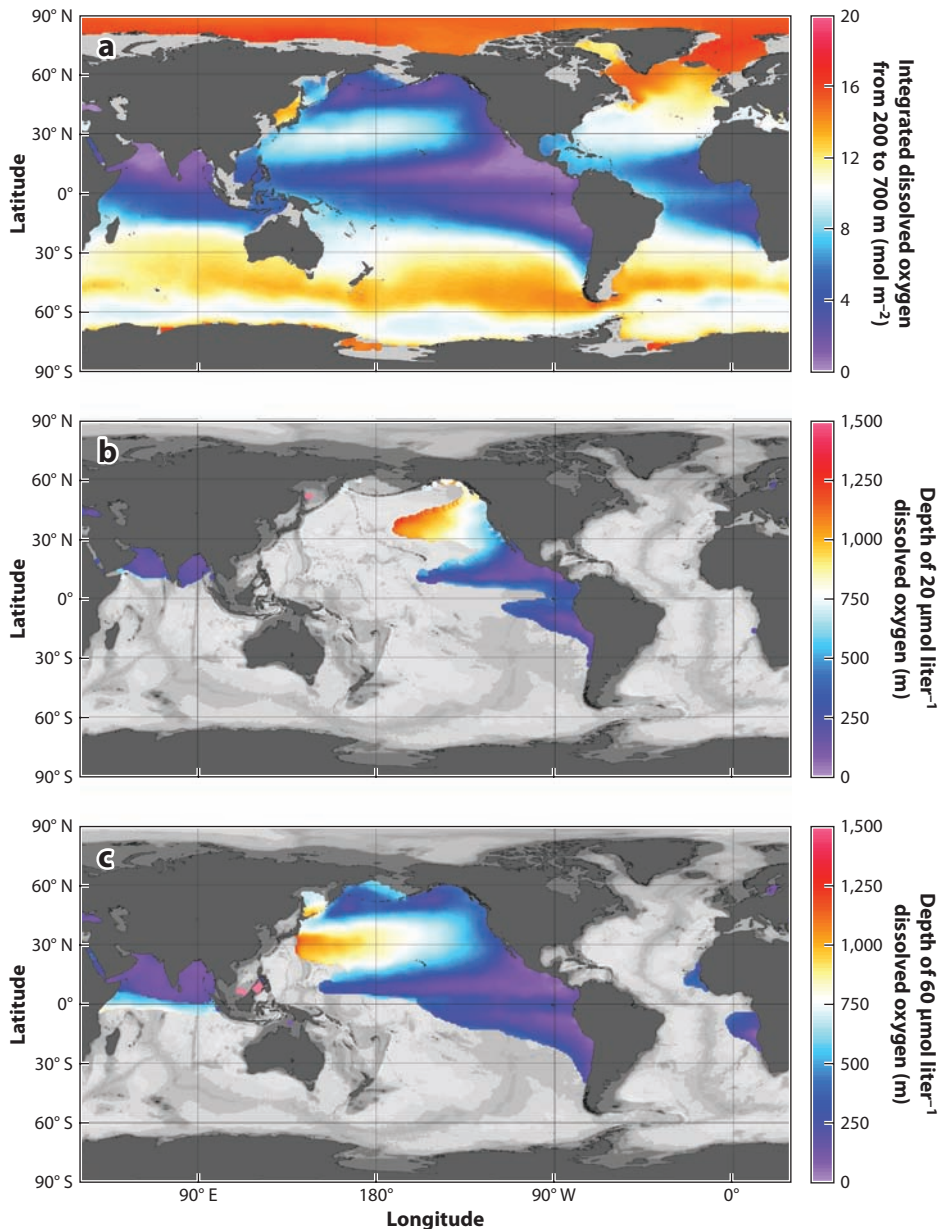 90° N
a
60° N
30° N
0°
30° S
60° S
90° S
Latitude
20
16
12
8
4
0
Integrated dissolved oxygen
from 200 to 700 m (mol m⁻²)
90° N
b
60° N
30° N
0°
30° S
60° S
90° S
Latitude
1,500
1,250
1,000
750
500
250
0
Depth of 20 μmol liter⁻¹
dissolved oxygen (m)
90° N
c
60° N
30° N
0°
30° S
60° S
90° S
Latitude
1,500
1,250
1,000
750
500
250
0
Depth of 60 μmol liter⁻¹
dissolved oxygen (m)
90° E
180°
90° W
0°
Longitude